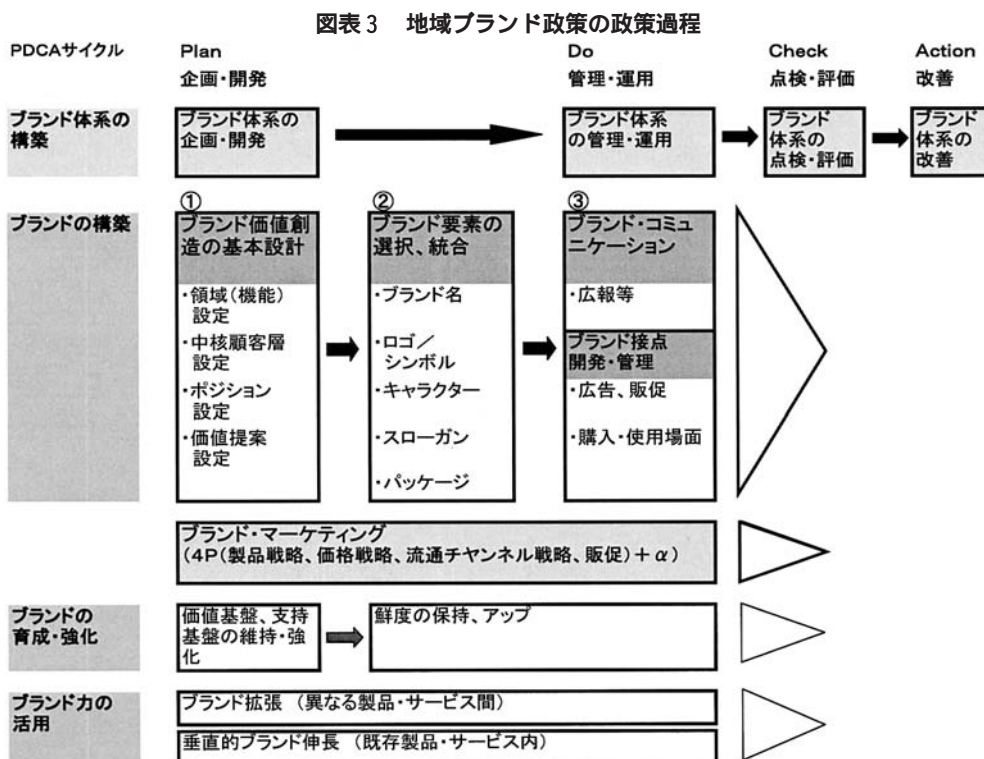 図表3 地域ブランド政策の政策過程
PDCAサイクル
Plan
企画・開発
Do
管理・運用
Check
点検・評価
Action
改善
ブランド体系の
構築
ブランド体系の
企画・開発
ブランド体系
の管理・運用
ブランド
体系の
点検・評価
ブランド
体系の
改善
ブランドの構築
①
ブランド価値創
造の基本設計
・領域(機能)
設定
・中核顧客層
設定
・ポジション
設定
・価値提案
設定
②
ブランド要素の
選択、統合
・ブランド名
・ロゴ/
シンボル
・キャラクター
・スローガン
・パッケージ
③
ブランド・コミュ
ニケーション
・広報等
ブランド接点
開発・管理
・広告、販促
・購入・使用場面
ブランド・マーケティング
(4P(製品戦略、価格戦略、流通チヤンネル戦略、販促)+α)
ブランドの
育成・強化
価値基盤、支持
基盤の維持・強
化
鮮度の保持、アップ
ブランド力の
活用
ブランド拡張 (異なる製品・サービス間)
垂直的ブランド伸長 (既存製品・サービス内)